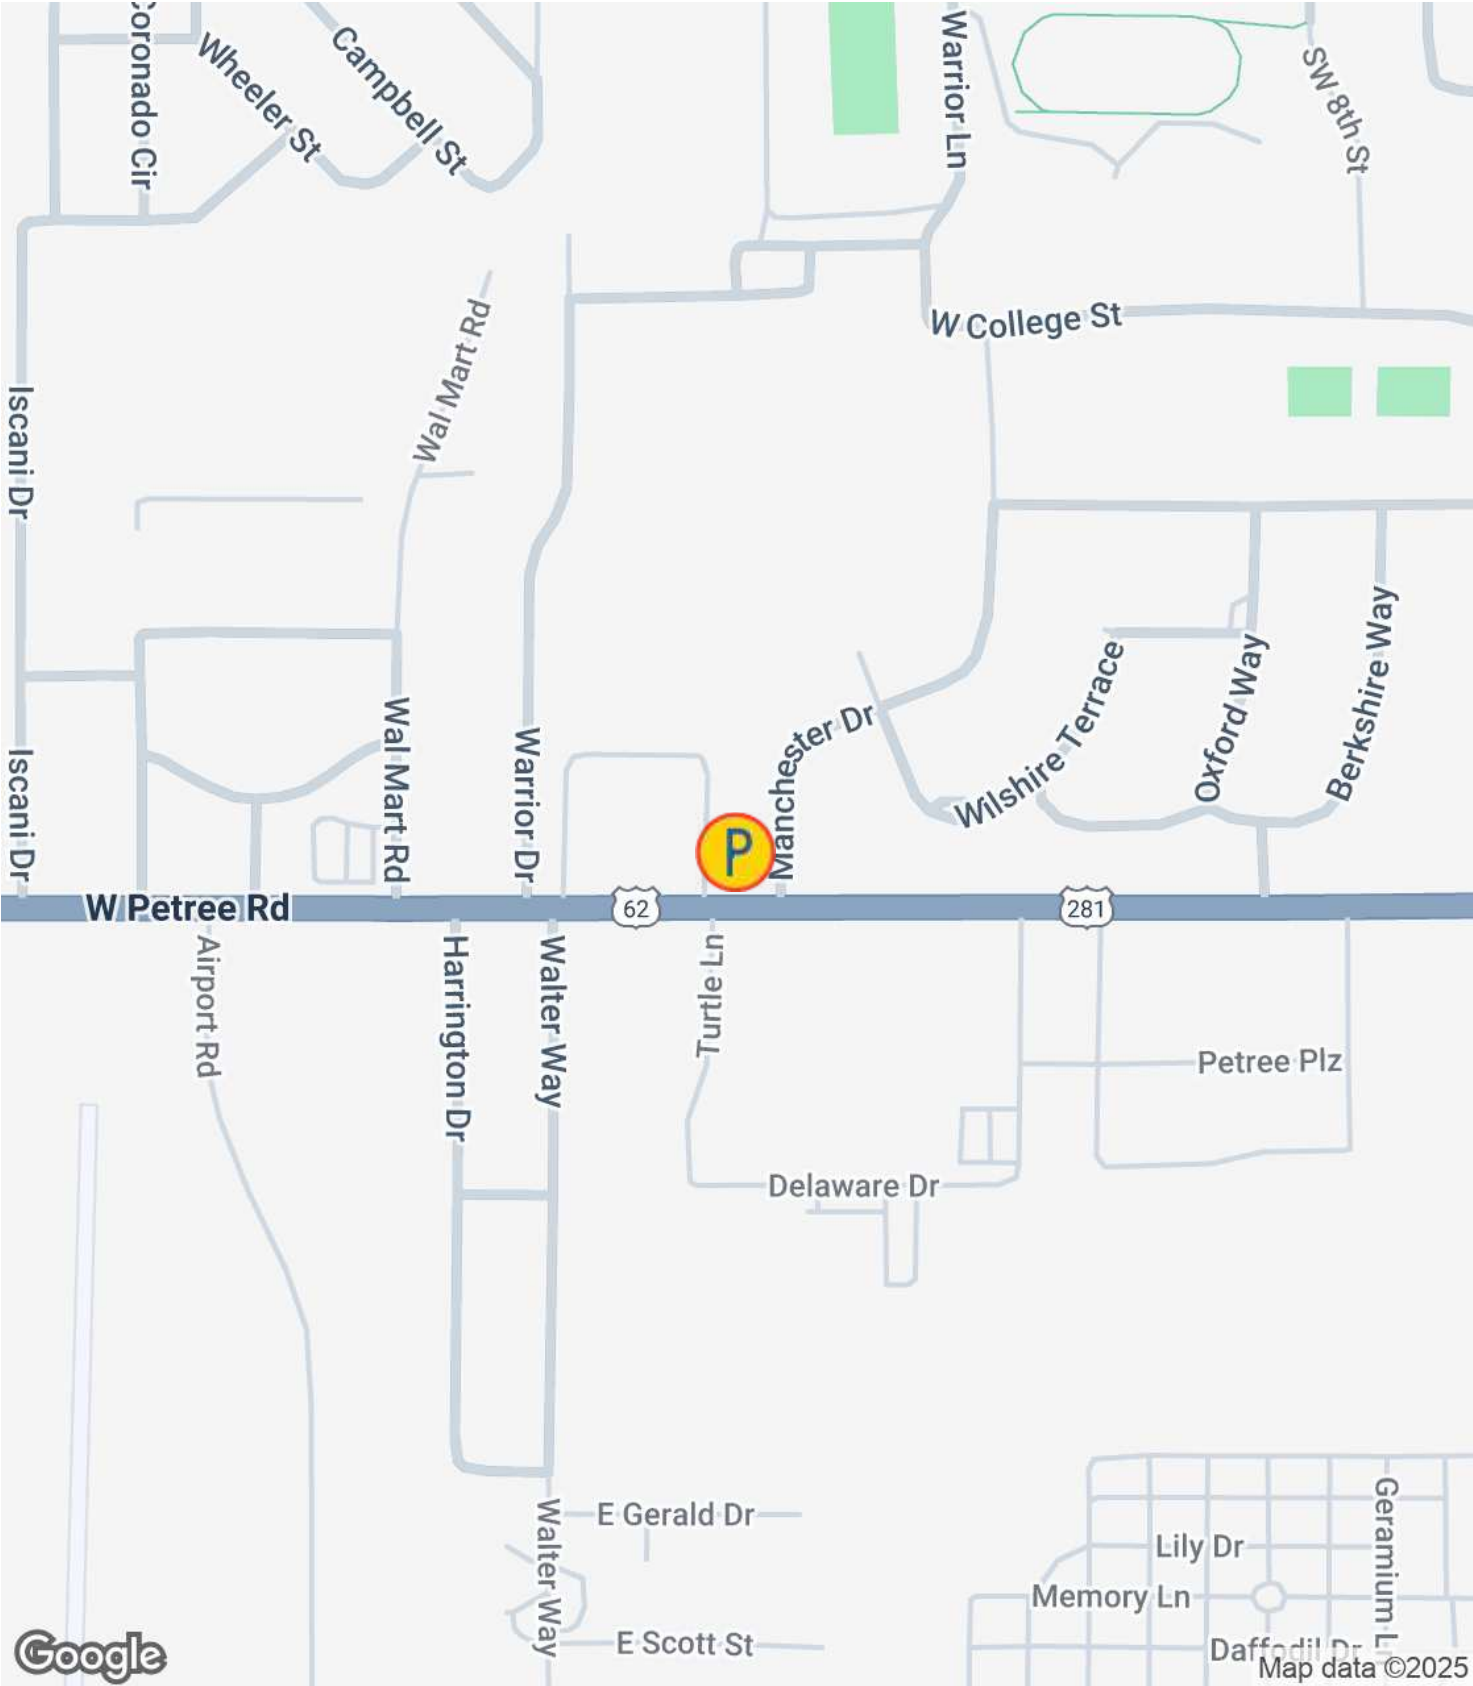 Coronado Cir
Wheeler St
Campbell St
Warrior Ln
SW 8th St
W College St
Wal Mart Rd
Iscani Dr
Berkshire Way
Oxford Way
Wilshire Terrace
Manchester Dr
Wal Mart Rd
Warrior Dr
Iscani Dr
P
W Petree Rd
62
281
Airport Rd
Harrington Dr
Walter Way
Turtle Ln
Petree Plz
Delaware Dr
Walter Way
E Gerald Dr
Geramium Ln
Lily Dr
Memory Ln
E Scott St
Daffodil Dr
Google
Map data ©2025